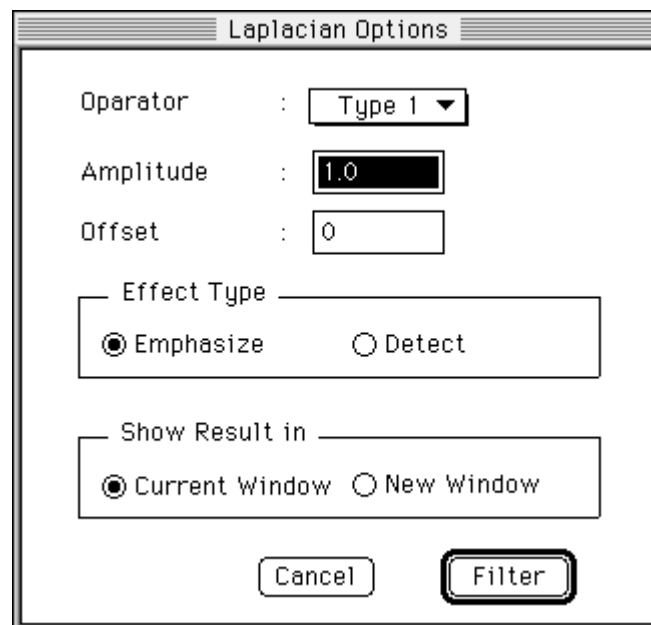 Laplacian Options
Oparator : Type 1
Amplitude : 1.0
Offset : 0
Effect Type
Emphasize Detect
Show Result in
Current Window New Window
Cancel Filter